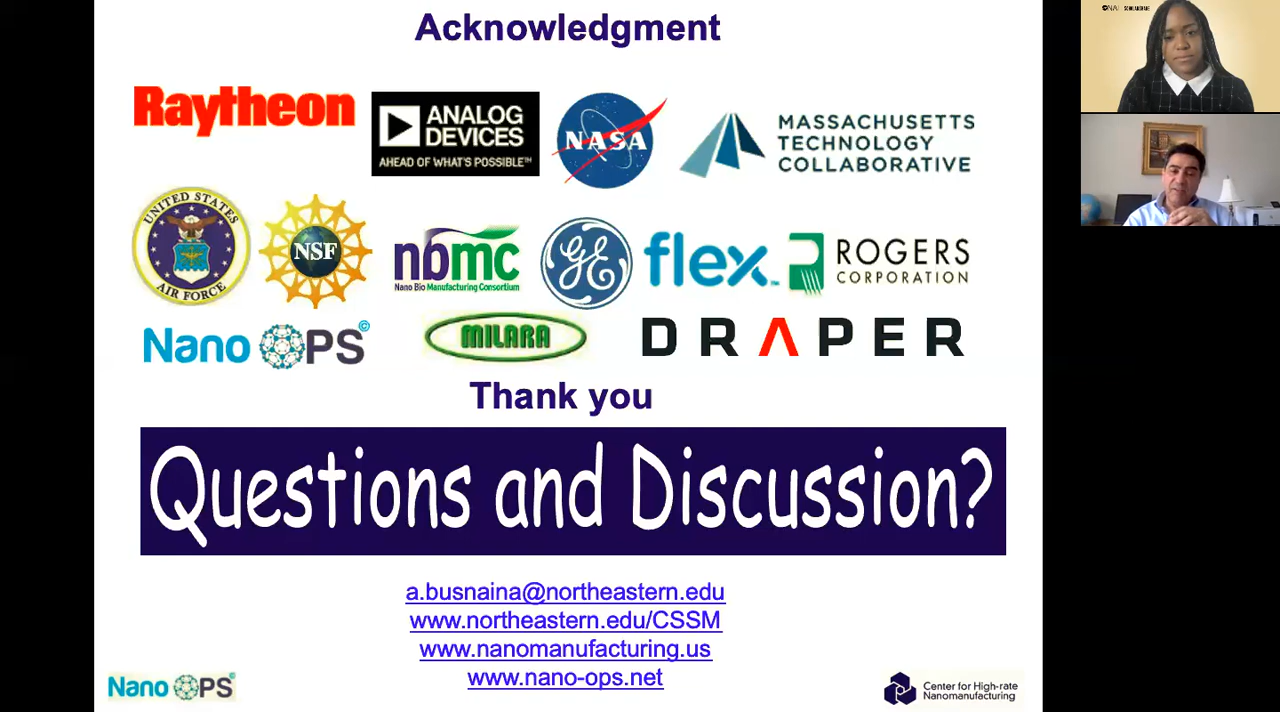 Acknowledgment
Raytheon
ANALOG
DEVICES
AHEAD OF WHAT'S POSSIBLE™
NASA
MASSACHUSETTS
TECHNOLOGY
COLLABORATIVE
UNITED STATES
AIR FORCE
NSF
nbmc
Nano Bio Manufacturing Consortium
GE
flex™
ROGERS
CORPORATION
Nano OPS©
MILARA
DRAPER
Thank you
Questions and Discussion?
a.busnaina@northeastern.edu
www.northeastern.edu/CSSM
www.nanomanufacturing.us
www.nano-ops.net
Nano OPS©
Center for High-rate
Nanomanufacturing